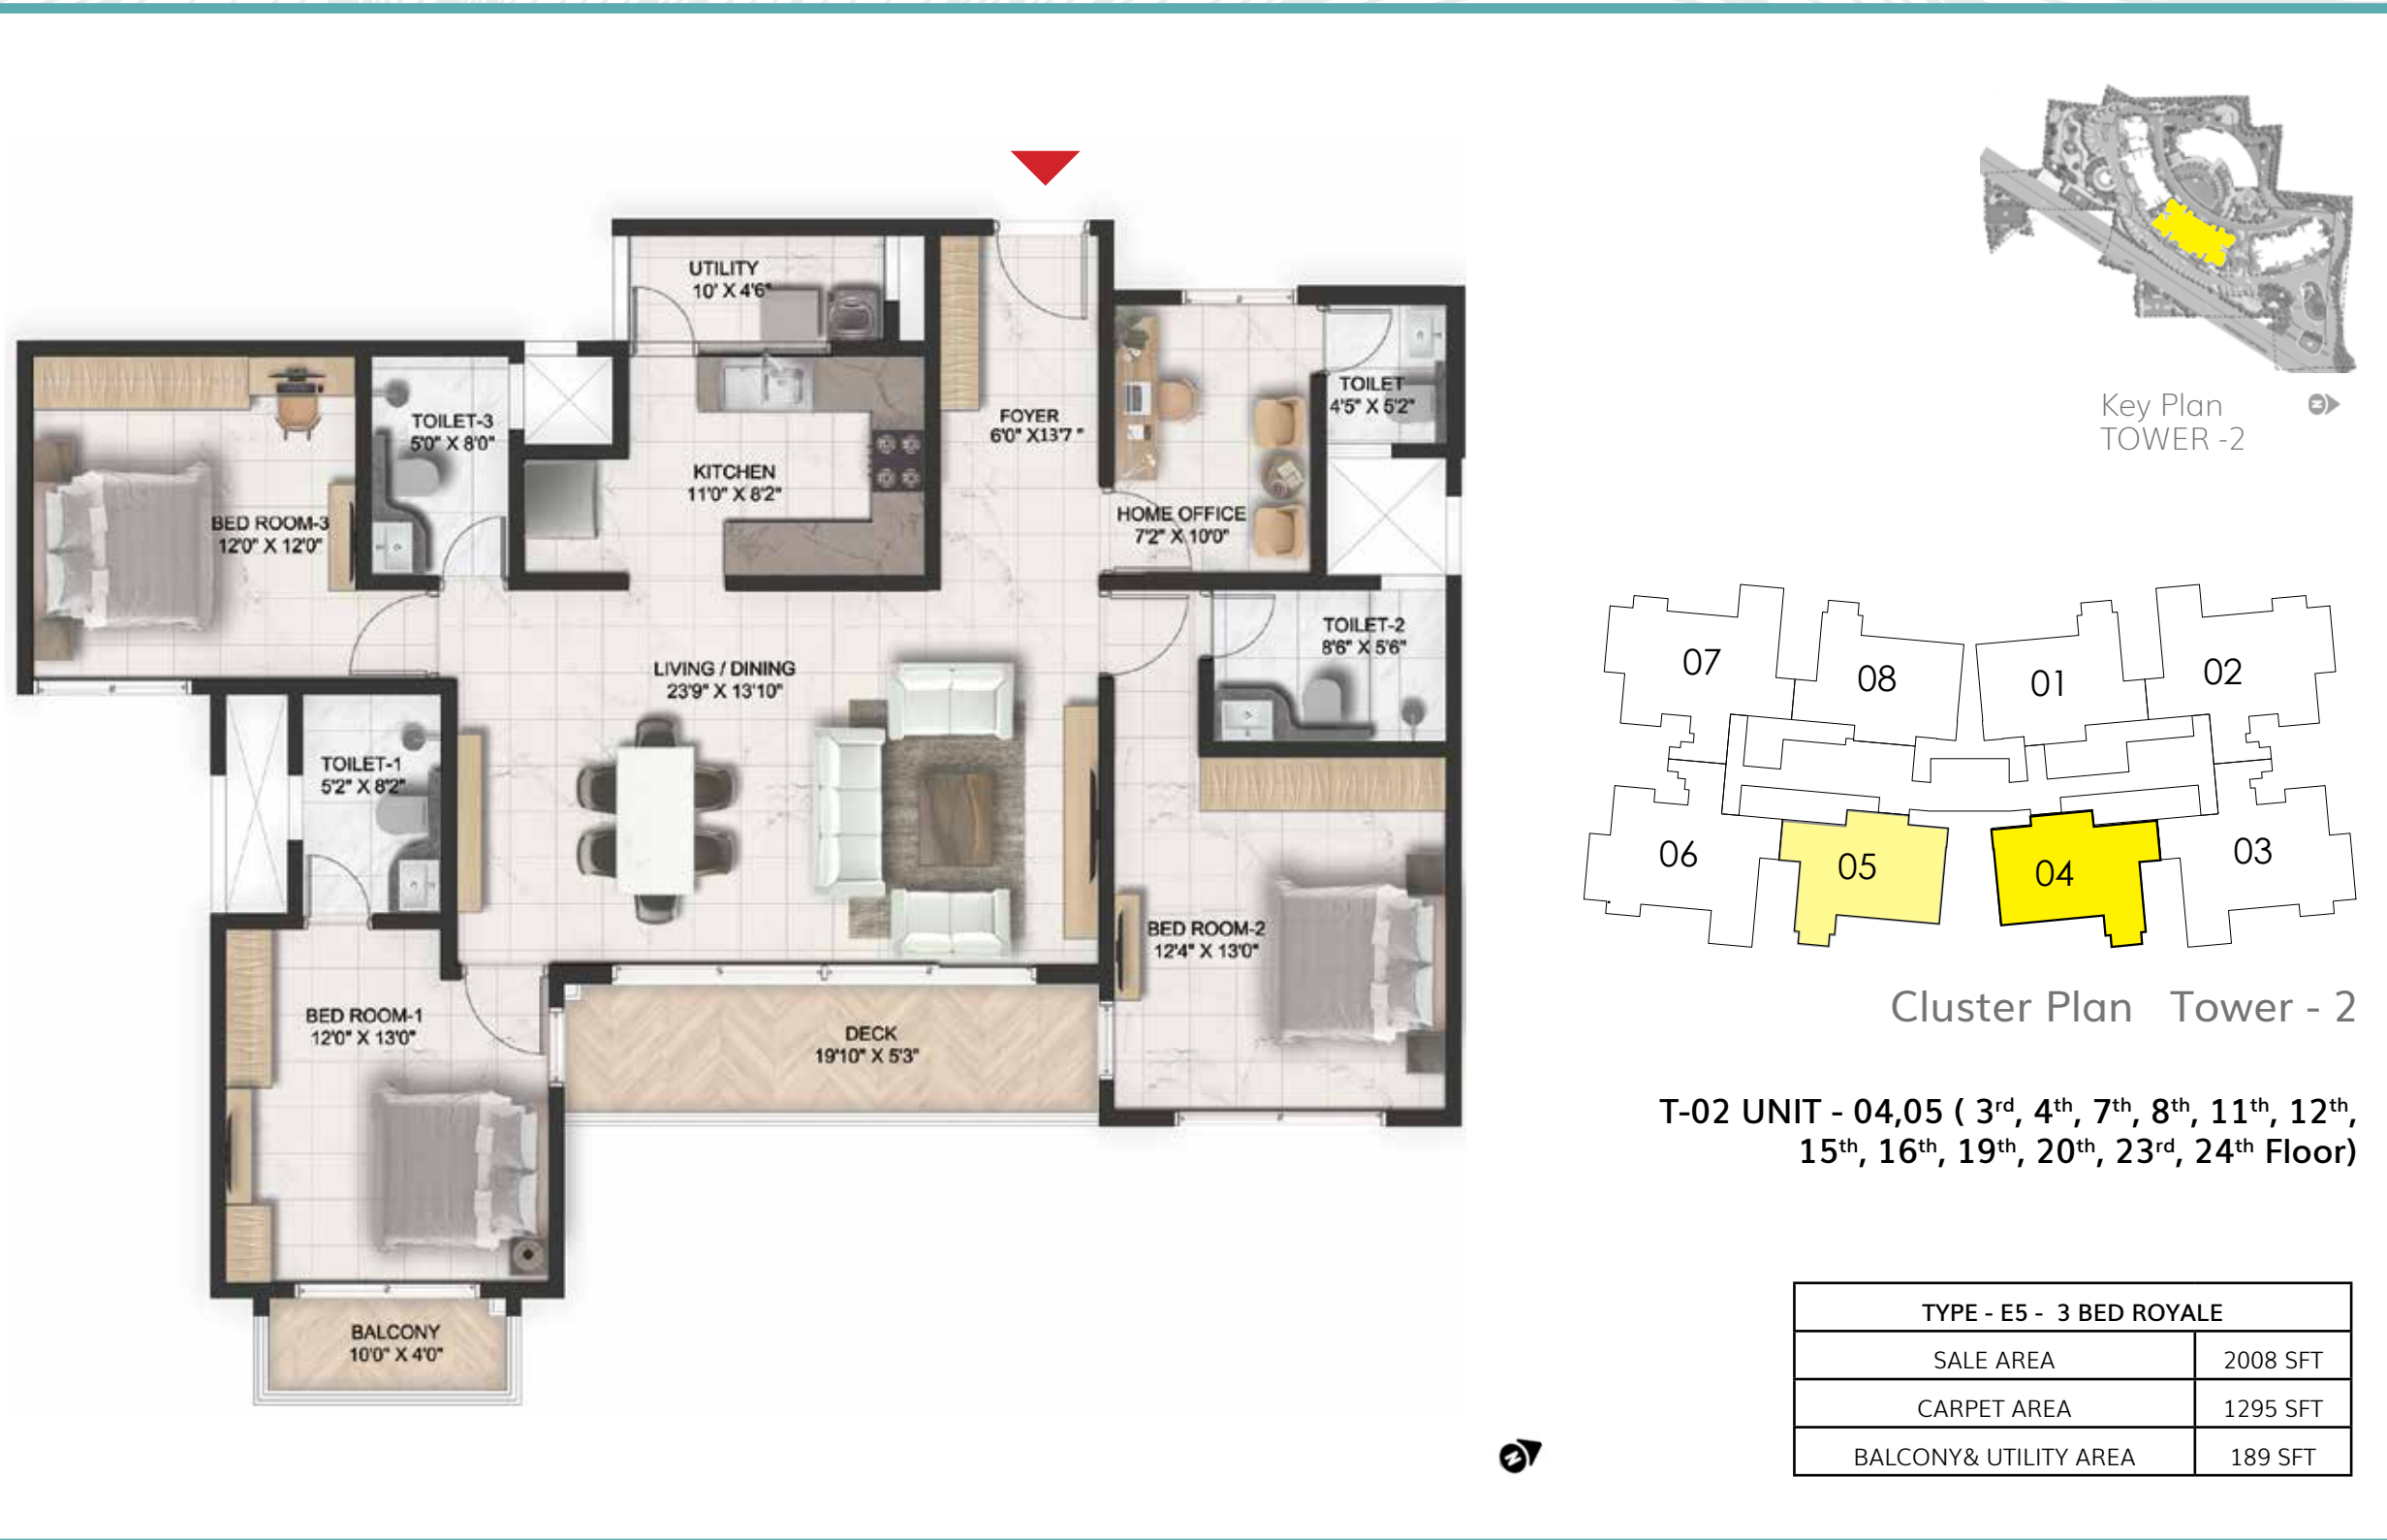 UTILITY
10' X 4'6"
TOILET-3
5'0" X 8'0"
FOYER
6'0" X13'7 "
TOILET
4'5" X 5'2"
KITCHEN
11'0" X 8'2"
BED ROOM-3
12'0" X 12'0"
HOME OFFICE
7'2" X 10'0"
TOILET-2
8'6" X 5'6"
LIVING / DINING
23'9" X 13'10"
TOILET-1
5'2" X 8'2"
BED ROOM-2
12'4" X 13'0"
BED ROOM-1
12'0" X 13'0"
DECK
19'10" X 5'3"
BALCONY
10'0" X 4'0"
N
Key Plan
TOWER -2
N
07
08
01
02
06
05
04
03
Cluster Plan Tower - 2
T-02 UNIT - 04,05 ( 3rd, 4th, 7th, 8th, 11th, 12th,
15th, 16th, 19th, 20th, 23rd, 24th Floor)
TYPE - E5 - 3 BED ROYALE
SALE AREA 2008 SFT
CARPET AREA 1295 SFT
BALCONY& UTILITY AREA 189 SFT